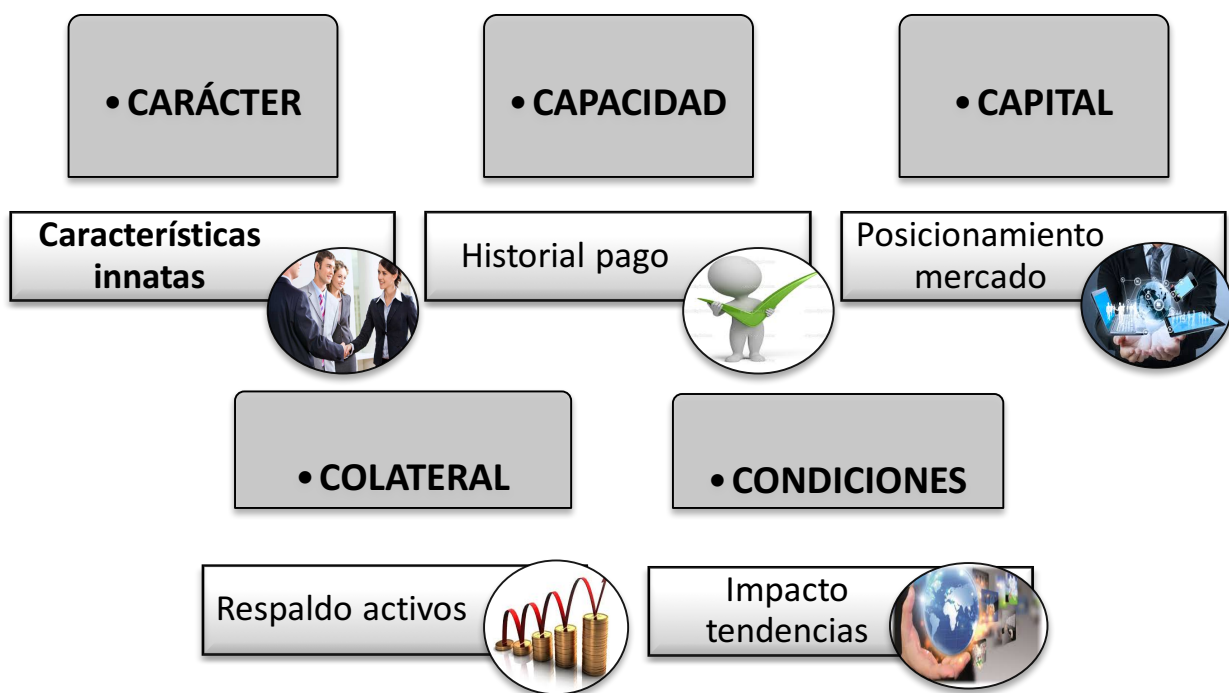 • CARÁCTER
Características
innatas
• CAPACIDAD
Historial pago
• CAPITAL
Posicionamiento
mercado
• COLATERAL
Respaldo activos
• CONDICIONES
Impacto
tendencias